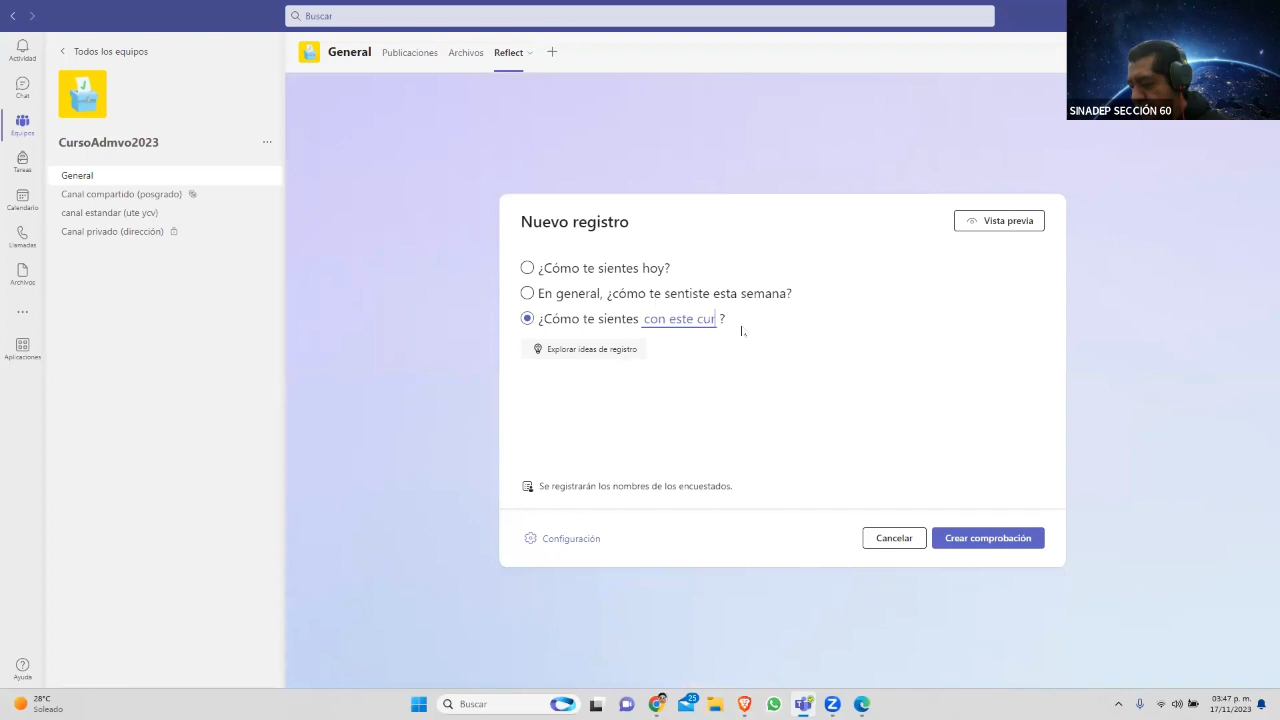 Buscar
SINADEP SECCIÓN 60
Actividad
Chat
Equipos
Tareas
Calendario
Llamadas
Archivos
Aplicaciones
Ayuda
Todos los equipos
J
CursoAdmvo2023
General
Canal compartido (posgrado)
canal estandar (ute ycv)
Canal privado (dirección)
General
Publicaciones
Archivos
Reflect
Nuevo registro
Vista previa
¿Cómo te sientes hoy?
En general, ¿cómo te sentiste esta semana?
¿Cómo te sientes con este cur ?
Explorar ideas de registro
Se registrarán los nombres de los encuestados.
Configuración
Cancelar
Crear comprobación
28°C
Soleado
Buscar
25
03:47 p. m.
17/11/2023